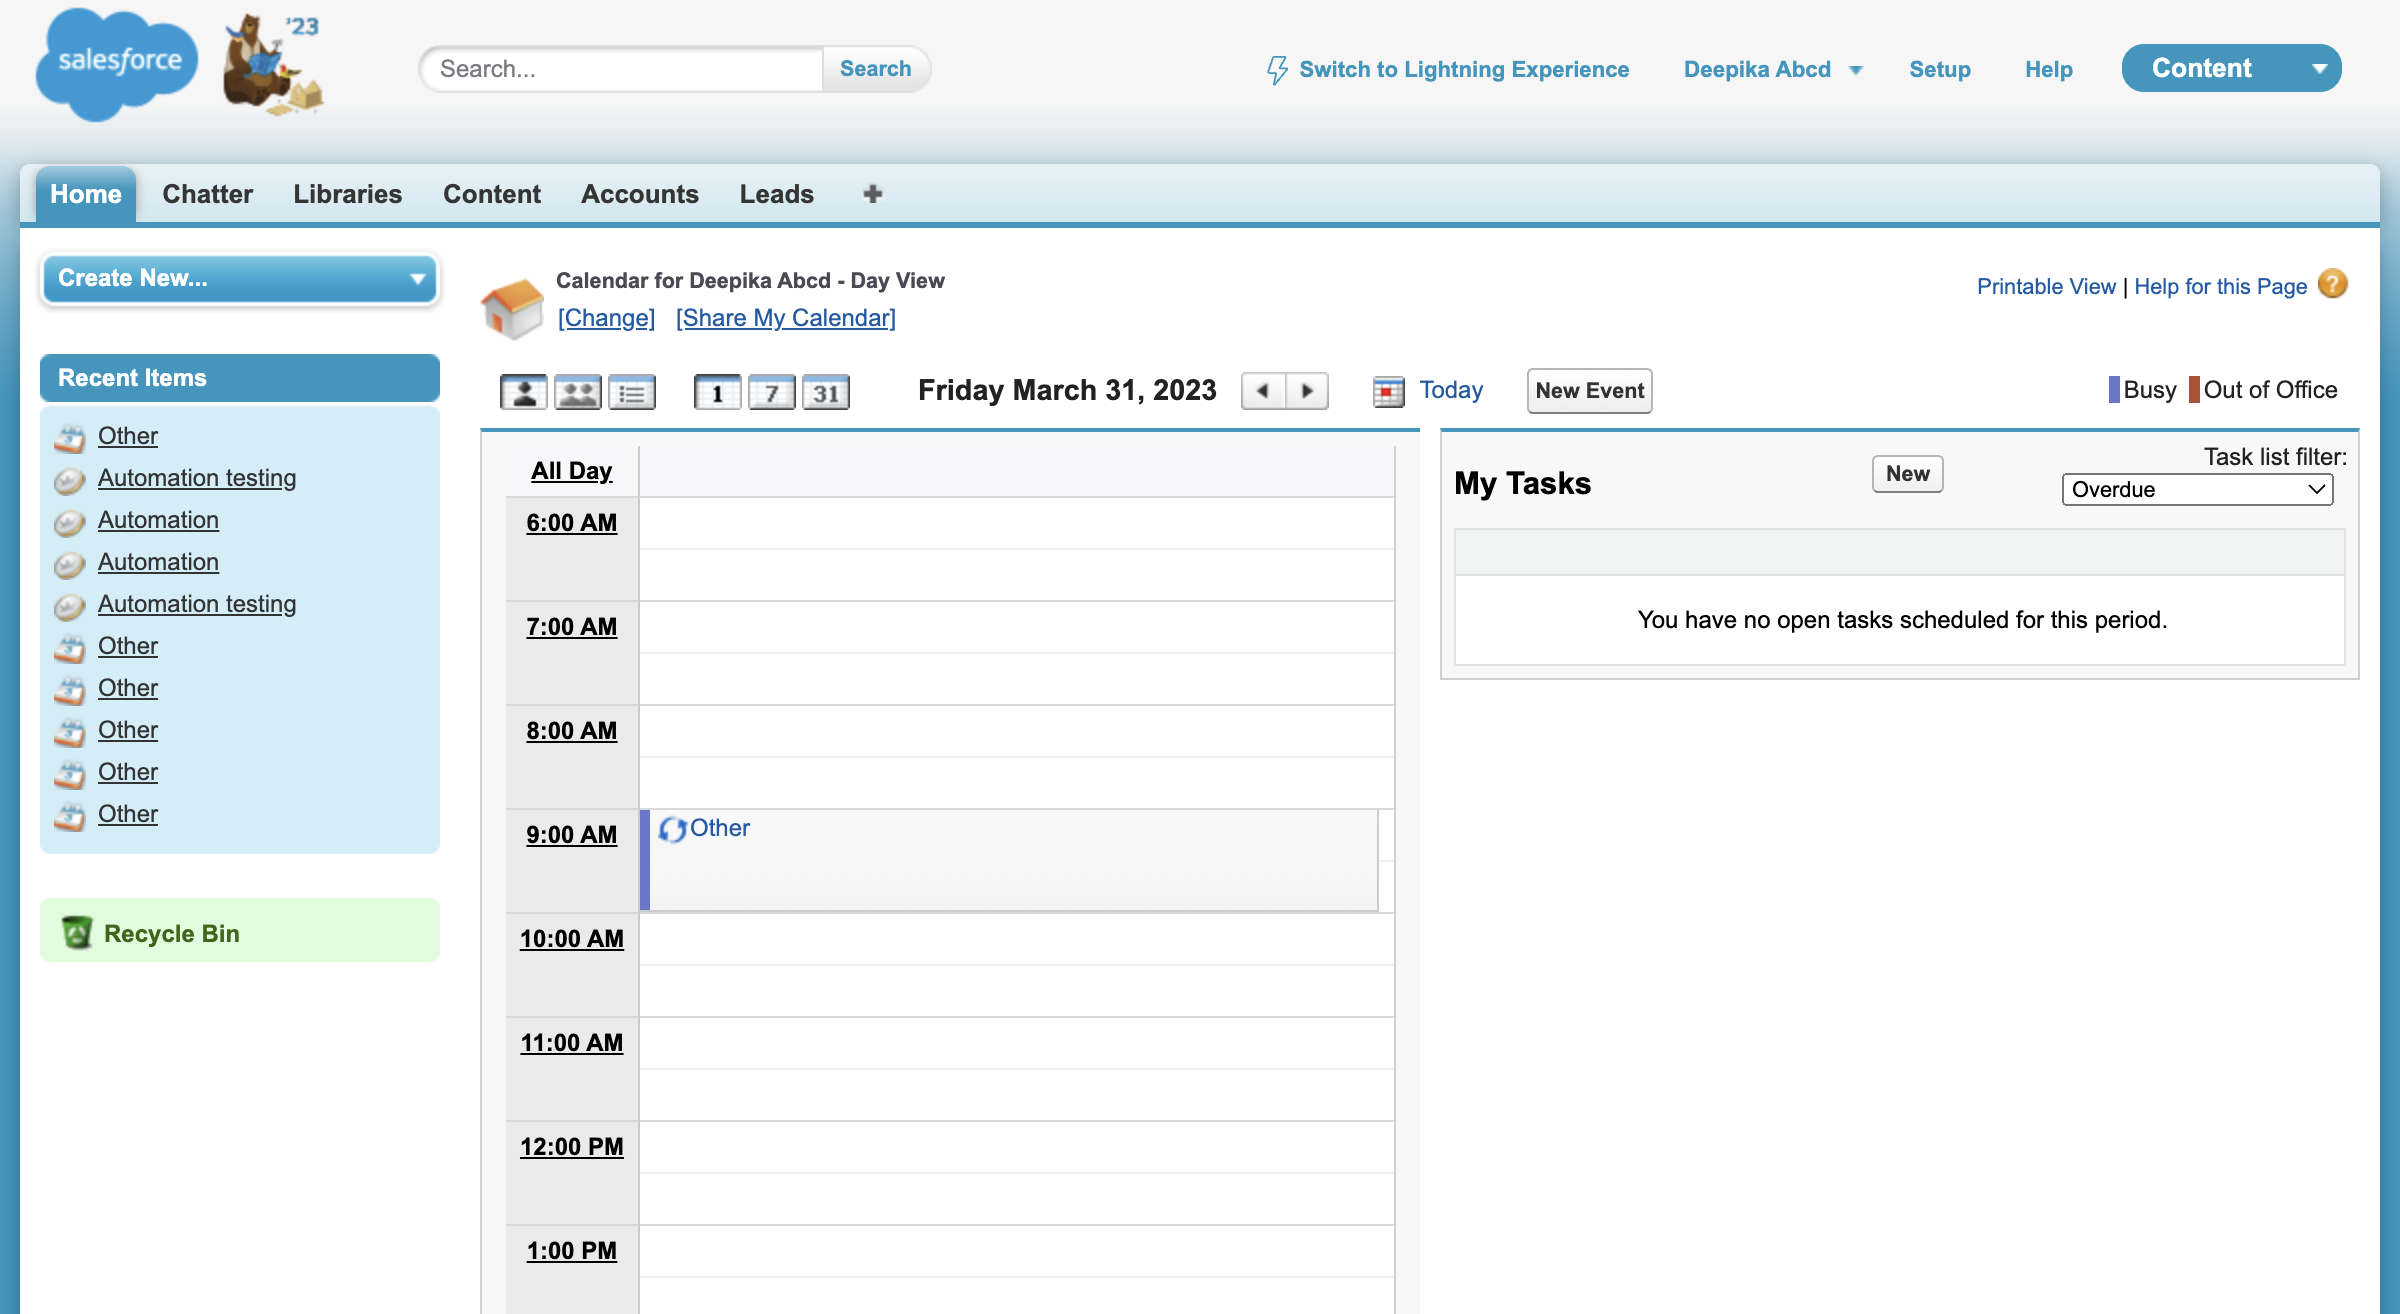 salesforce
'23
Search...
Search
Switch to Lightning Experience
Deepika Abcd
Setup
Help
Content
Home
Chatter
Libraries
Content
Accounts
Leads
Create New...
Recent Items
Other
Automation testing
Automation
Automation
Automation testing
Other
Other
Other
Other
Other
Recycle Bin
Calendar for Deepika Abcd - Day View
[Change] [Share My Calendar]
Printable View | Help for this Page ?
1 7 31
Friday March 31, 2023
Today
New Event
Busy Out of Office
All Day
6:00 AM
7:00 AM
8:00 AM
9:00 AM
Other
10:00 AM
11:00 AM
12:00 PM
1:00 PM
My Tasks
New
Task list filter:
Overdue
You have no open tasks scheduled for this period.